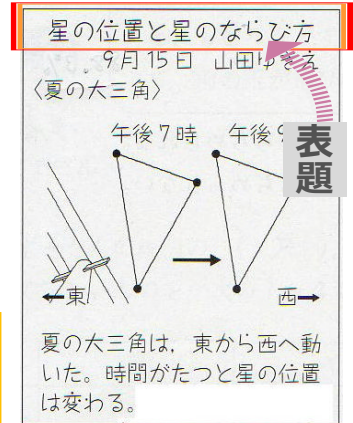 星の位置と星のならび方
9月15日 山田ゆきえ
〈夏の大三角〉
午後7時 午後9
表題
←東 西→
夏の大三角は，東から西へ動
いた。時間がたつと星の位置
は変わる。